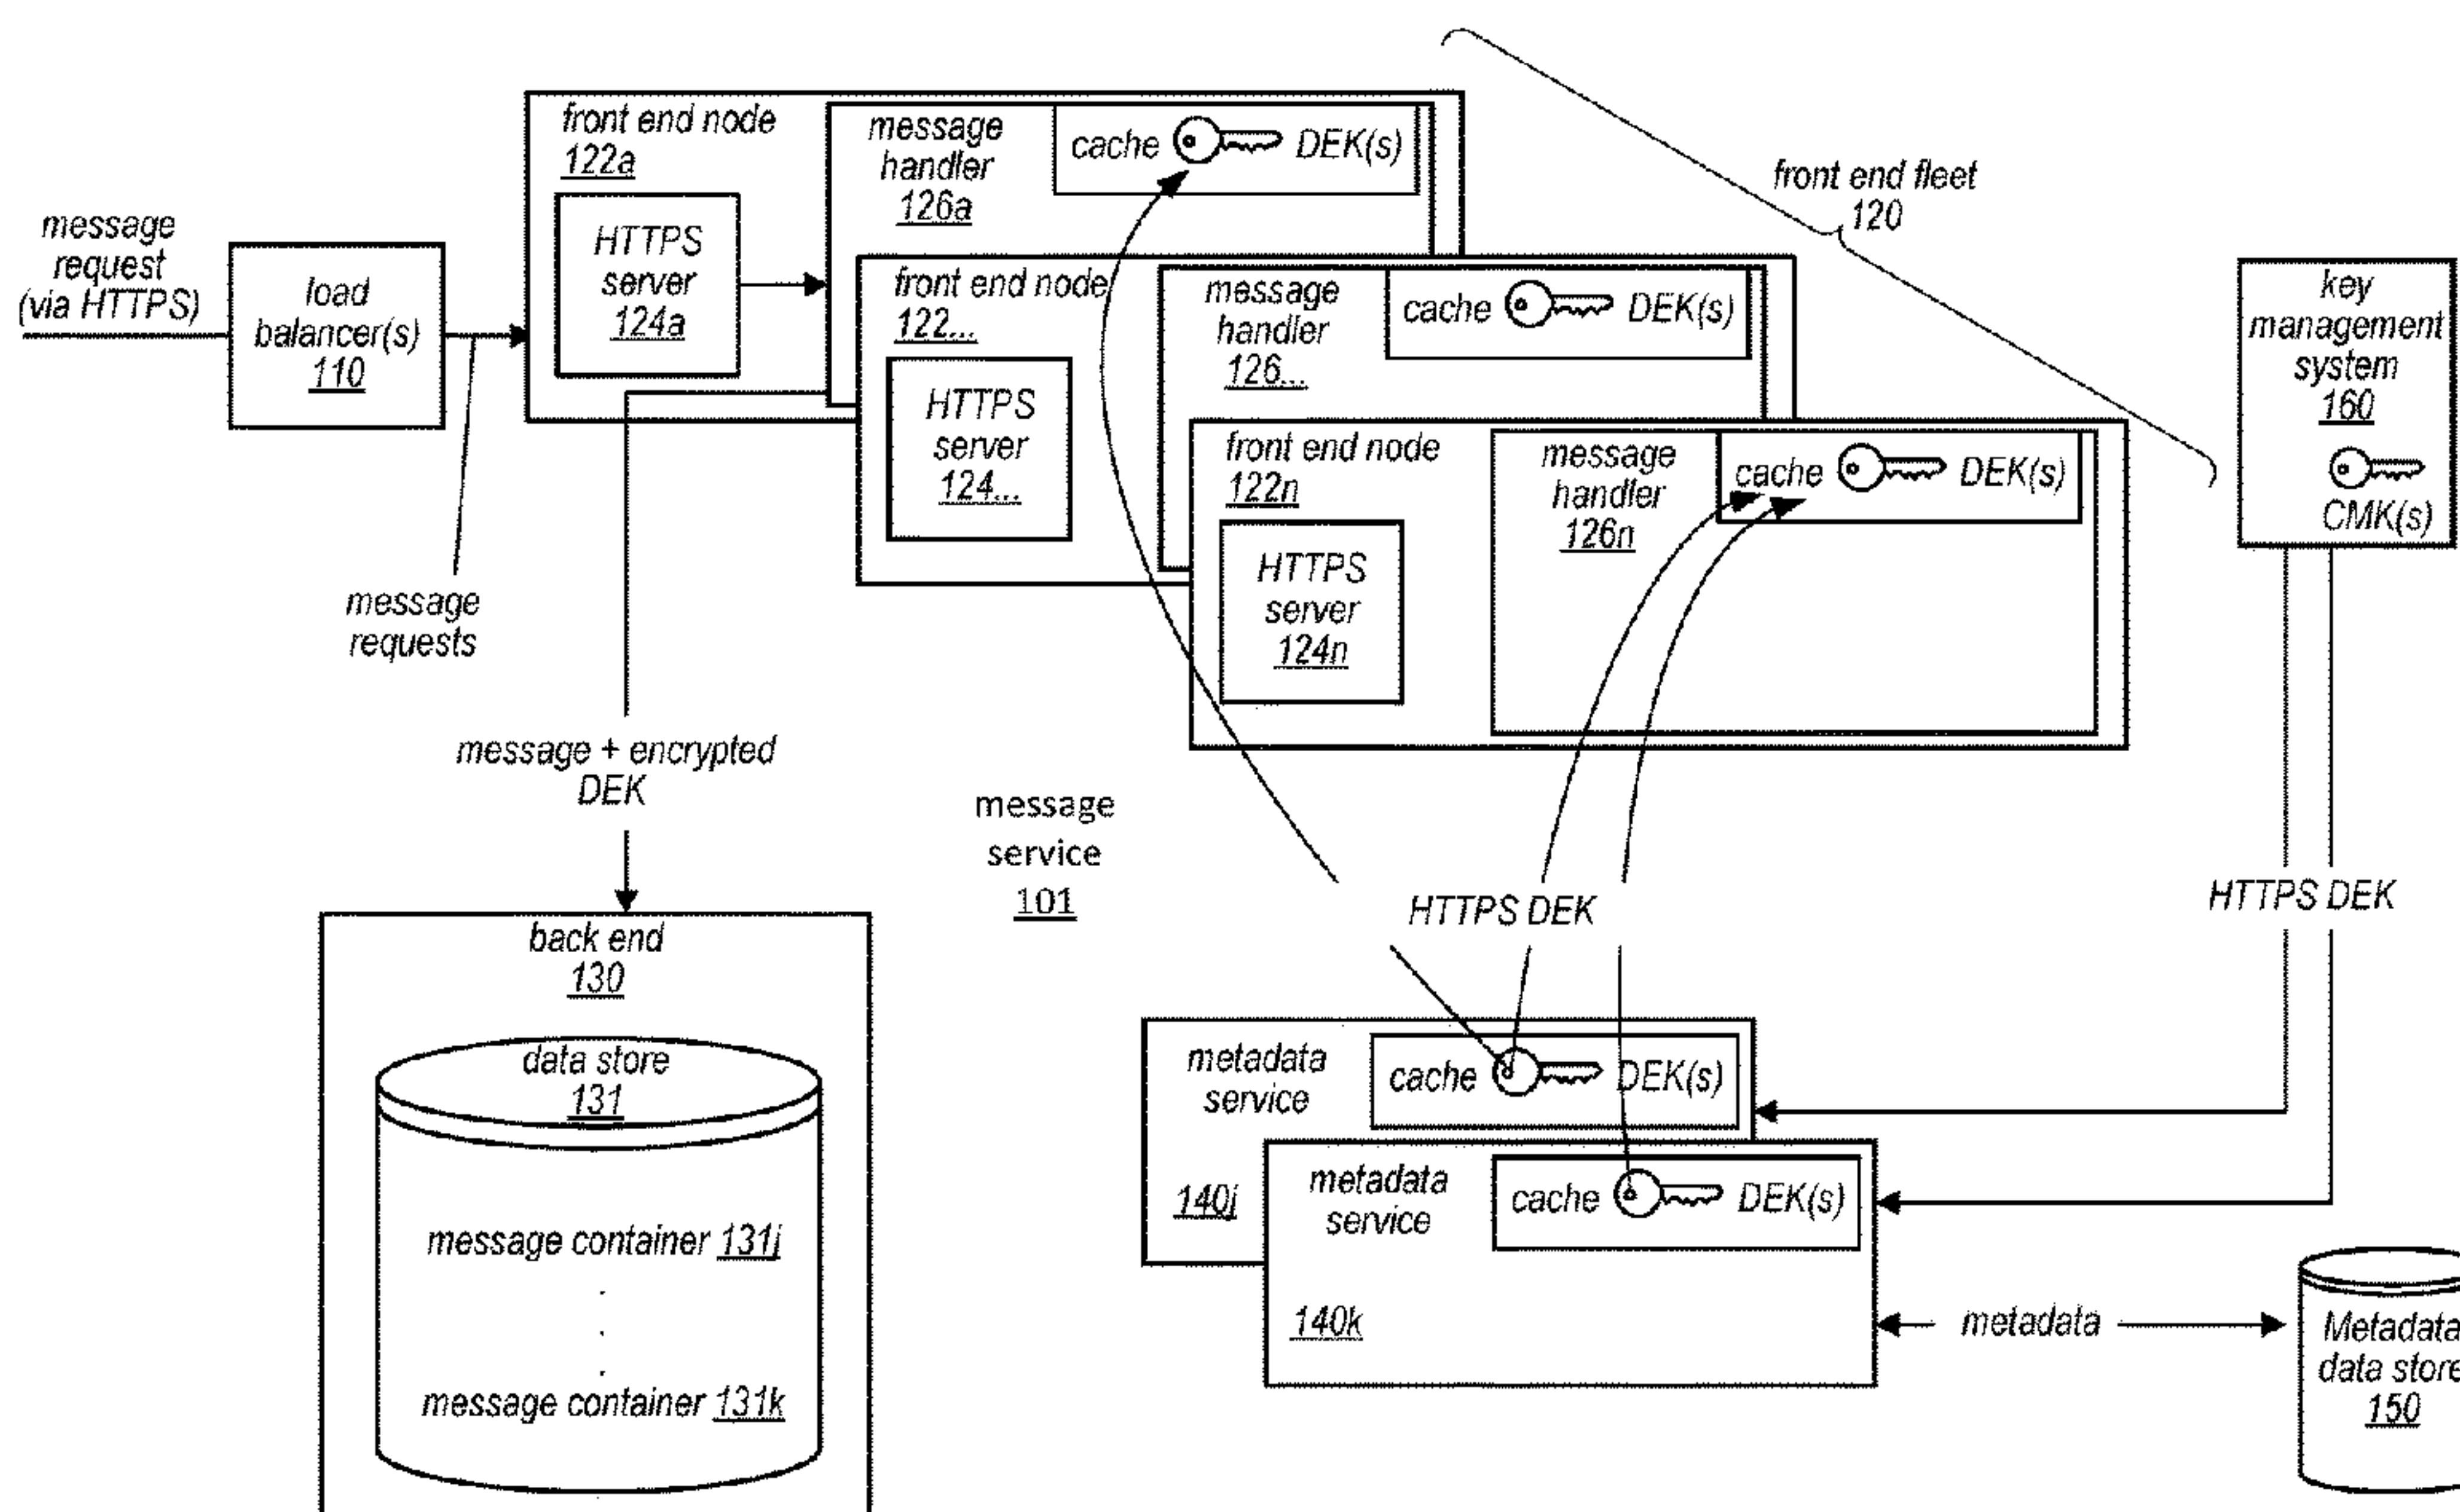 message
request
(via HTTPS)
load
balancer(s)
110
message
requests
front end node
122a
HTTPS
server
124a
message
handler
126a
cache DEK(s)
front end node
122...
HTTPS
server
124...
message
handler
126...
cache DEK(s)
front end node
122n
HTTPS
server
124n
message
handler
126n
cache DEK(s)
front end fleet
120
key
management
system
160
CMK(s)
message + encrypted
DEK
message
service
101
HTTPS DEK
HTTPS DEK
back end
130
data store
131
message container 131j
.
.
.
message container 131k
metadata
service
140j
cache DEK(s)
metadata
service
140k
cache DEK(s)
metadata
Metadata
data store
150